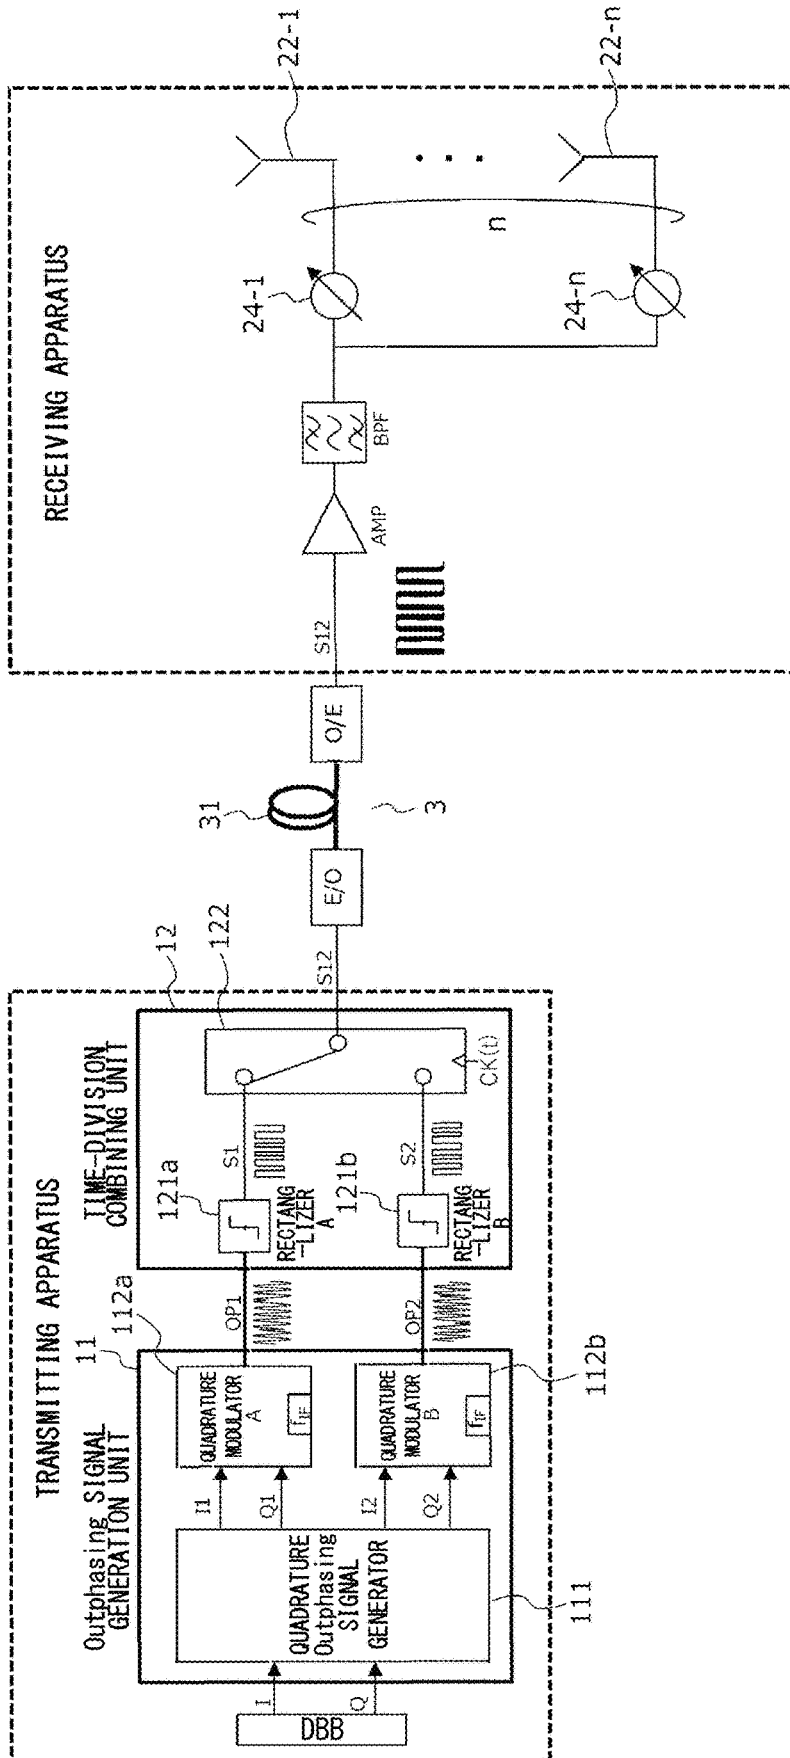 TRANSMITTING APPARATUS
Outphasing SIGNAL
GENERATION UNIT
11
DBB
I
Q
QUADRATURE
Outphasing
SIGNAL
GENERATOR
111
I1
Q1
I2
Q2
112a
QUADRATURE
MODULATOR
A
fIF
QUADRATURE
MODULATOR
B
fIF
112b
OP1
OP2
TIME-DIVISION
COMBINING UNIT
12
121a
RECTANG
-LIZER
A
121b
RECTANG
-LIZER
B
S1
S2
122
CK(t)
S12
E/O
31
3
O/E
RECEIVING APPARATUS
S12
AMP
BPF
24-1
24-n
n
22-1
22-n